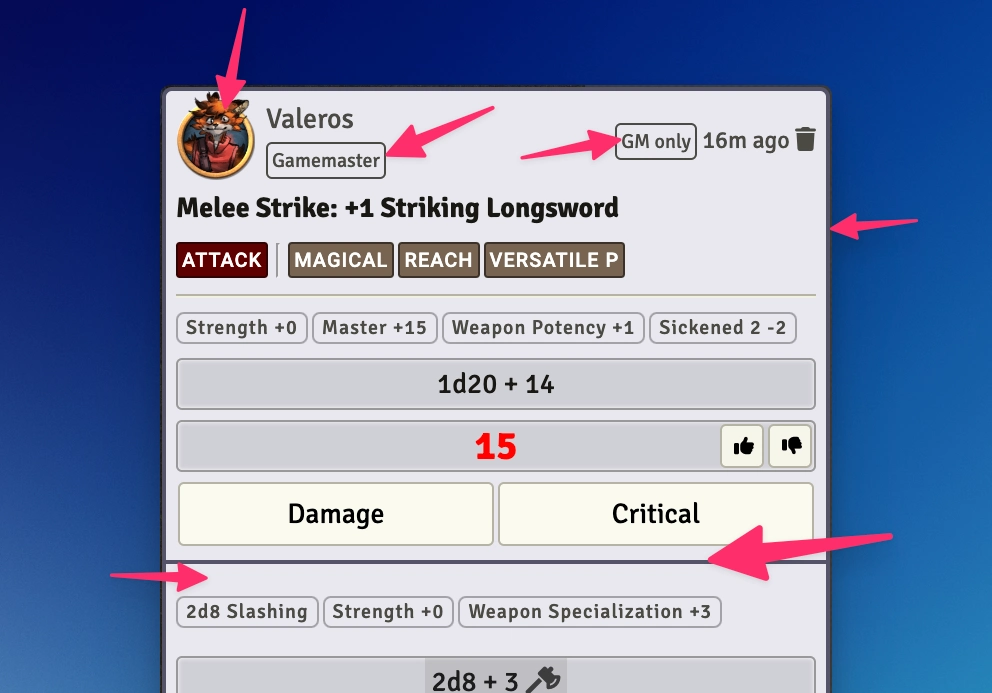 Valeros
Gamemaster
GM only 16m ago
Melee Strike: +1 Striking Longsword
ATTACK MAGICAL REACH VERSATILE P
Strength +0 Master +15 Weapon Potency +1 Sickened 2 -2
1d20 + 14
15
Damage Critical
2d8 Slashing Strength +0 Weapon Specialization +3
2d8 + 3